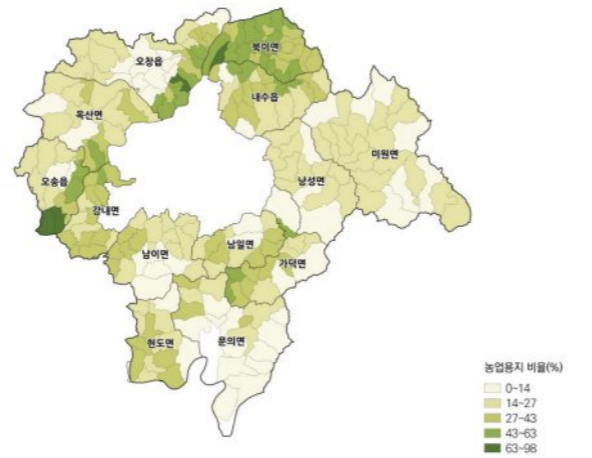 오창읍
북이면
내수읍
옥산면
미원면
오송읍
낭성면
강내면
남이면
남일면
가덕면
현도면
문의면
농업용지 비율(%)
0~14
14~27
27~43
43~63
63~98